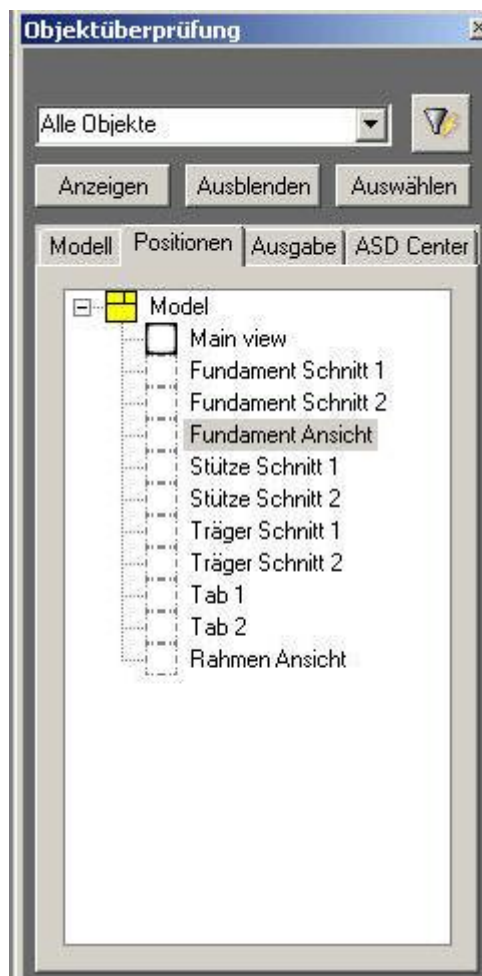 Objektüberprüfung
Alle Objekte
Anzeigen Ausblenden Auswählen
Modell Positionen Ausgabe ASD Center
Model
Main view
Fundament Schnitt 1
Fundament Schnitt 2
Fundament Ansicht
Stütze Schnitt 1
Stütze Schnitt 2
Träger Schnitt 1
Träger Schnitt 2
Tab 1
Tab 2
Rahmen Ansicht